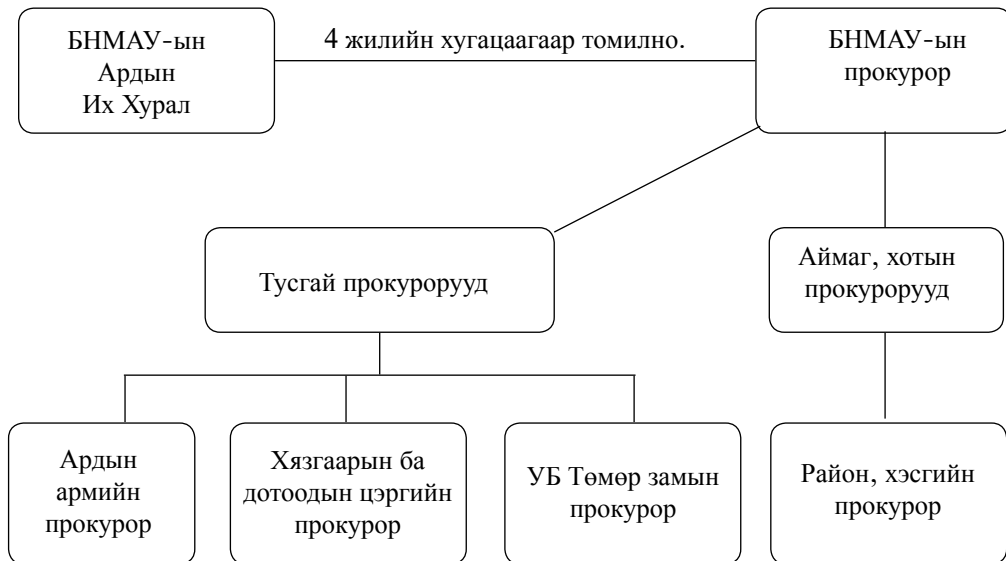 БНМАУ-ын
Ардын
Их Хурал
4 жилийн хугацаагаар томилно.
БНМАУ-ын
прокурор
Тусгай прокурорууд
Аймаг, хотын
прокурорууд
Ардын
армийн
прокурор
Хязгаарын ба
дотоодын цэргийн
прокурор
УБ Төмөр замын
прокурор
Район, хэсгийн
прокурор